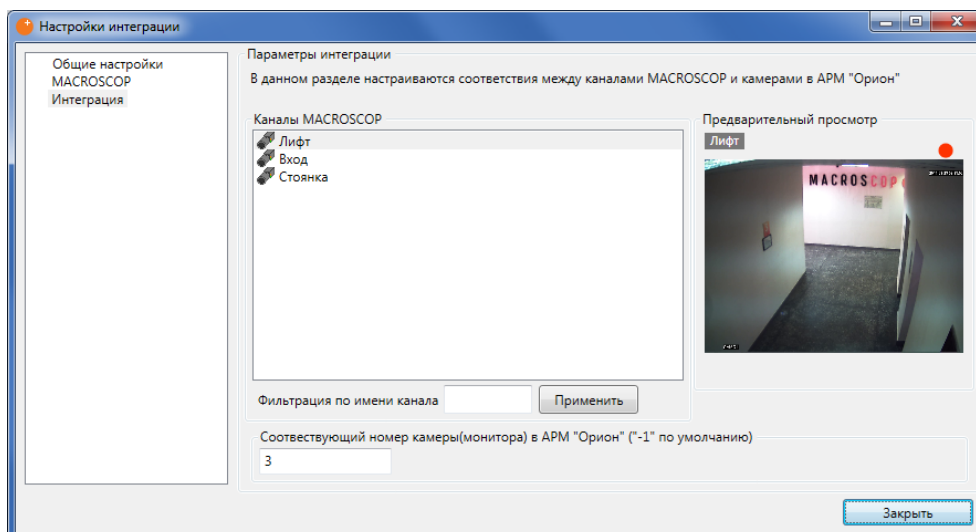 Настройки интеграции
Общие настройки
MACROSCOP
Интеграция
Параметры интеграции
В данном разделе настраиваются соответствия между каналами MACROSCOP и камерами в АРМ "Орион"
Каналы MACROSCOP
Лифт
Вход
Стоянка
Фильтрация по имени канала
Применить
Предварительный просмотр
Лифт
MACROSCOP
Соотвествующий номер камеры(монитора) в АРМ "Орион" ("-1" по умолчанию)
3
Закрыть